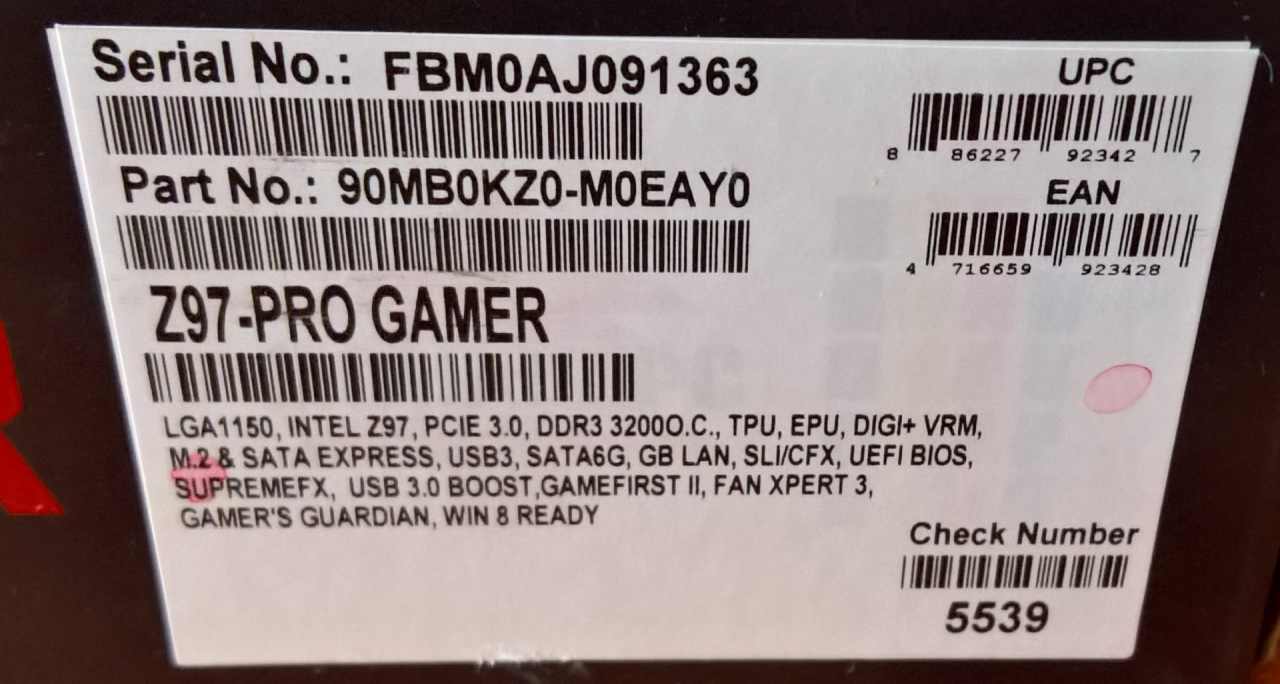 Serial No.: FBM0AJ091363
UPC
8 86227 92342 7
Part No.: 90MB0KZ0-M0EAY0
EAN
4 716659 923428
Z97-PRO GAMER
LGA1150, INTEL Z97, PCIE 3.0, DDR3 3200O.C., TPU, EPU, DIGI+ VRM,
M.2 & SATA EXPRESS, USB3, SATA6G, GB LAN, SLI/CFX, UEFI BIOS,
SUPREMEFX, USB 3.0 BOOST,GAMEFIRST II, FAN XPERT 3,
GAMER'S GUARDIAN, WIN 8 READY
Check Number
5539